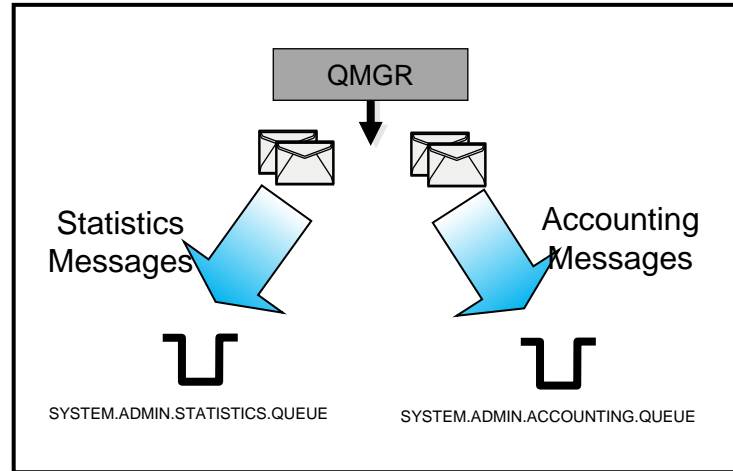 QMGR
Statistics
Messages
Accounting
Messages
SYSTEM.ADMIN.STATISTICS.QUEUE
SYSTEM.ADMIN.ACCOUNTING.QUEUE